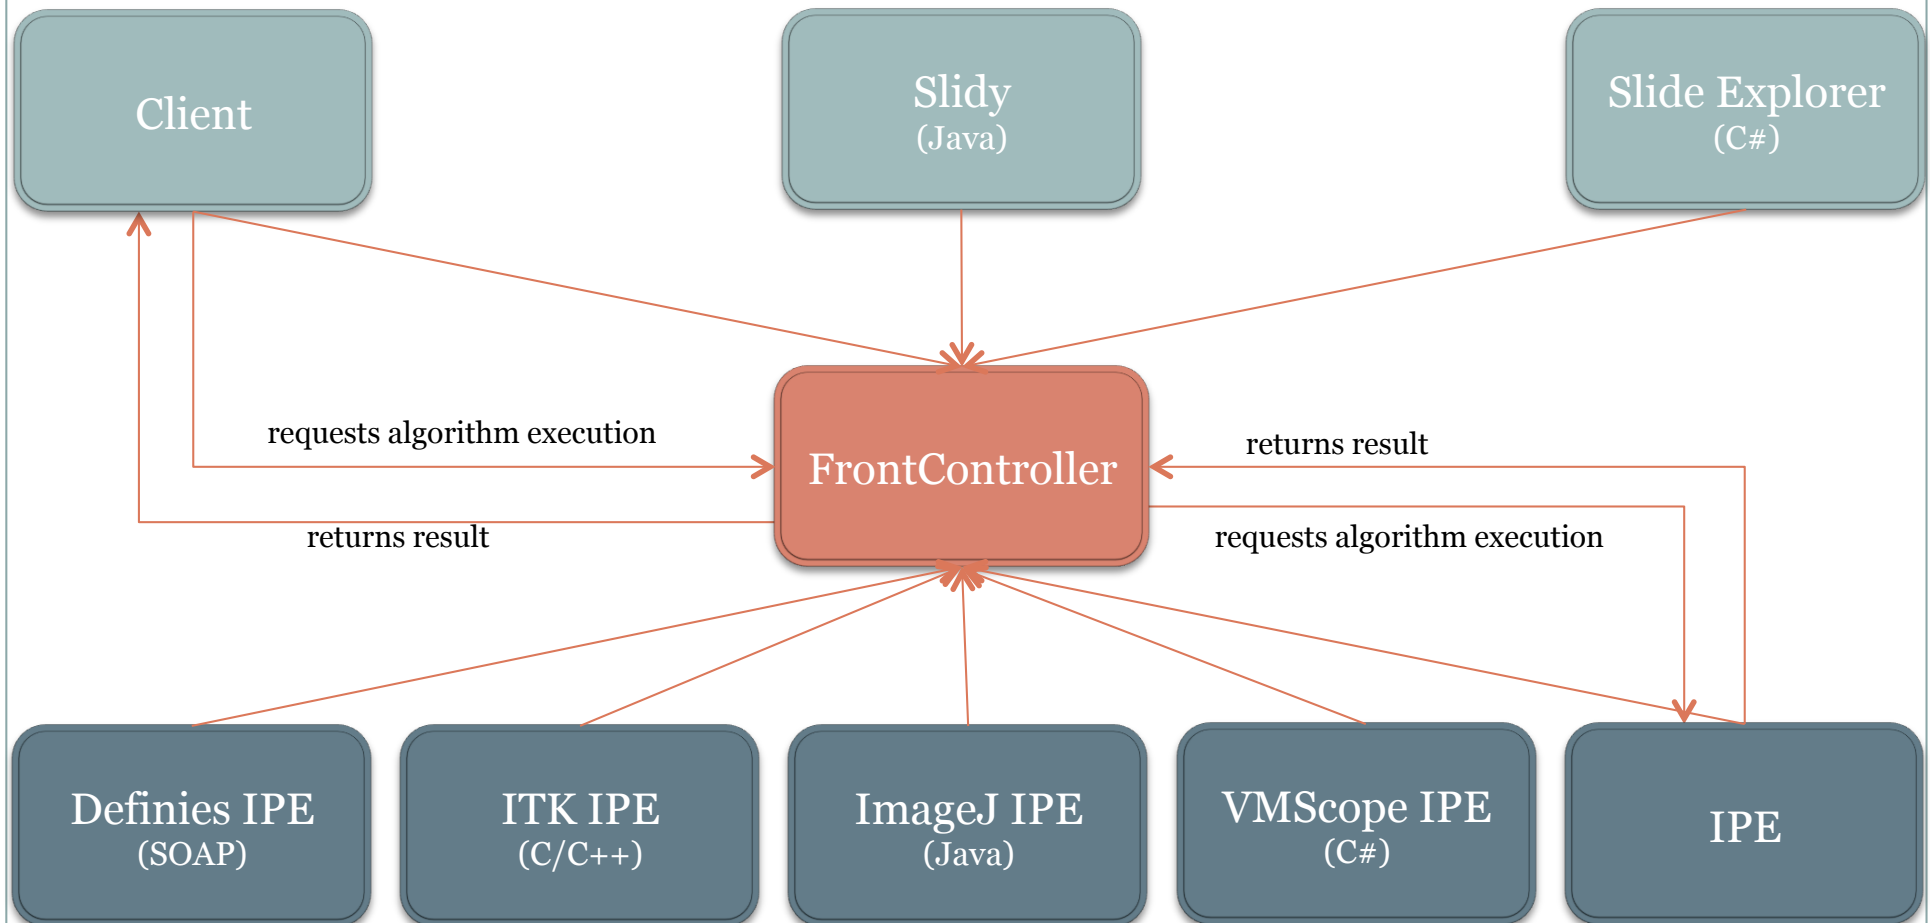 Client
Slidy
(Java)
Slide Explorer
(C#)
requests algorithm execution
FrontController
returns result
returns result
requests algorithm execution
Definies IPE
(SOAP)
ITK IPE
(C/C++)
ImageJ IPE
(Java)
VMScope IPE
(C#)
IPE